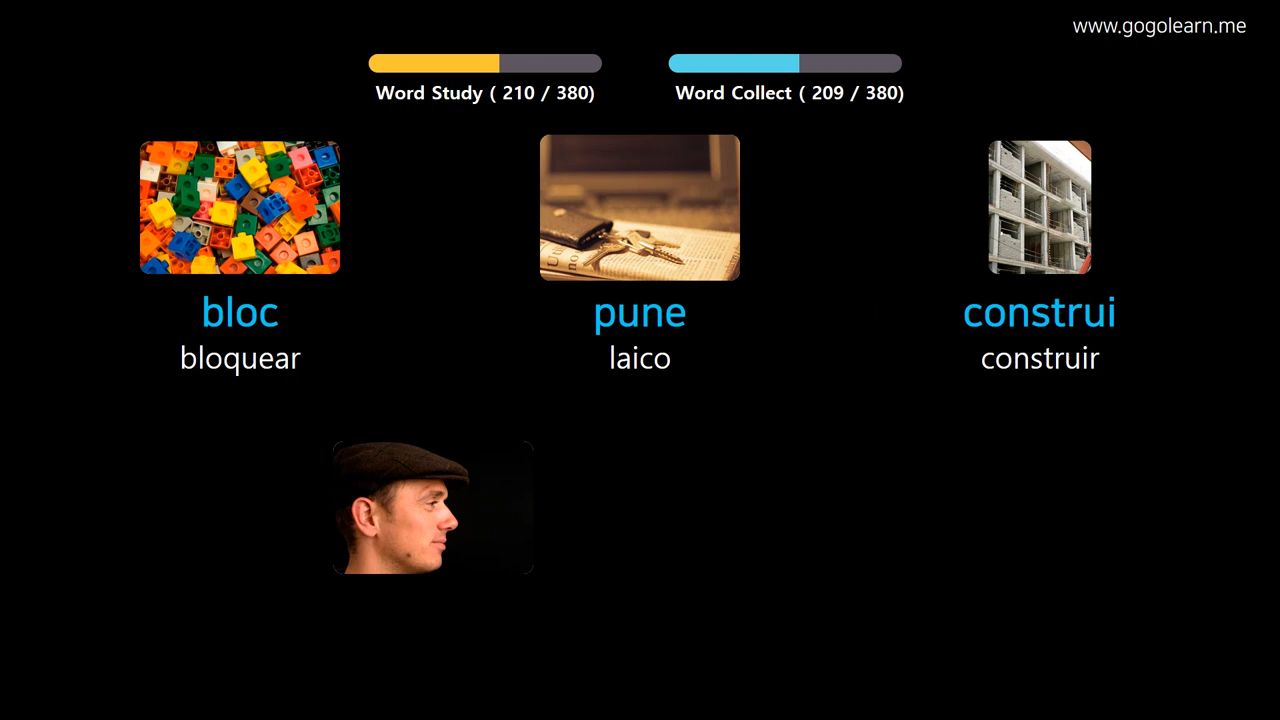 www.gogolearn.me
Word Study ( 210 / 380)
Word Collect ( 209 / 380)
bloc
bloquear
pune
laico
construi
construir